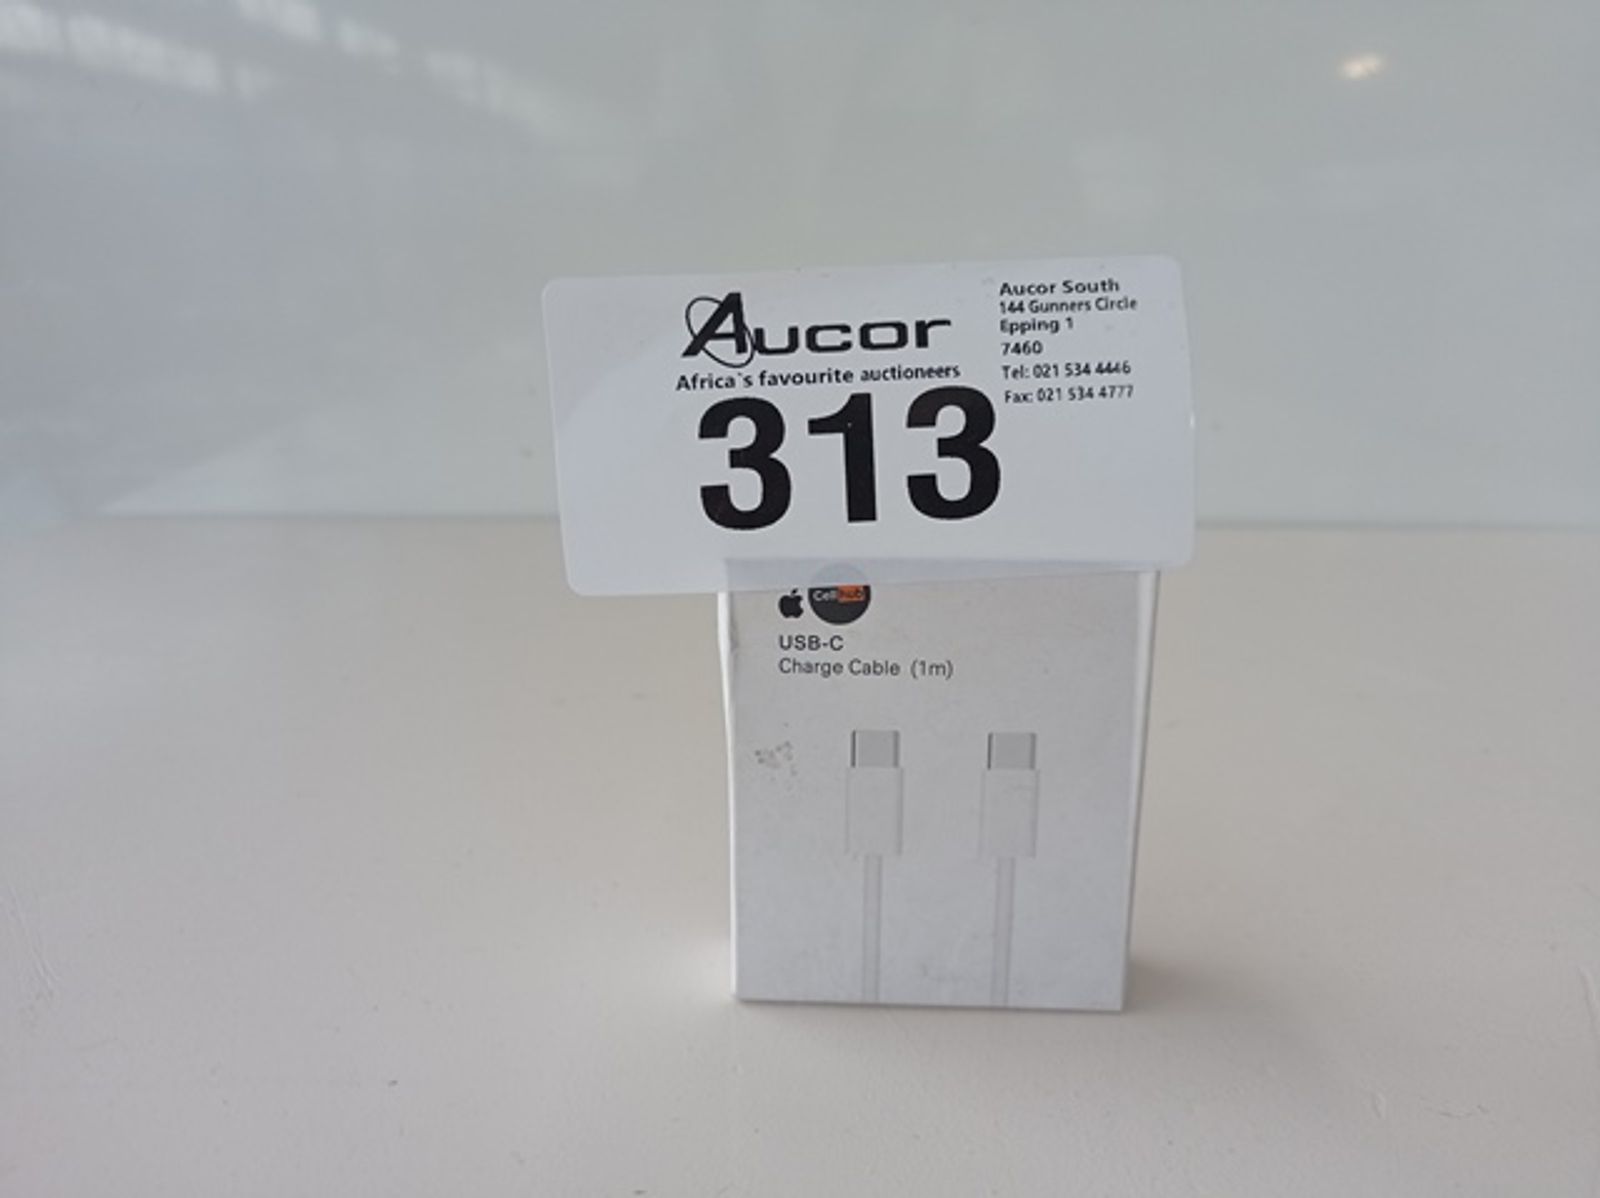 Aucor
Africa`s favourite auctioneers
313
Aucor South
144 Gunners Circle
Epping 1
7460
Tel: 021 534 4446
Fax: 021 534 4777
Cellhub
USB-C
Charge Cable (1m)